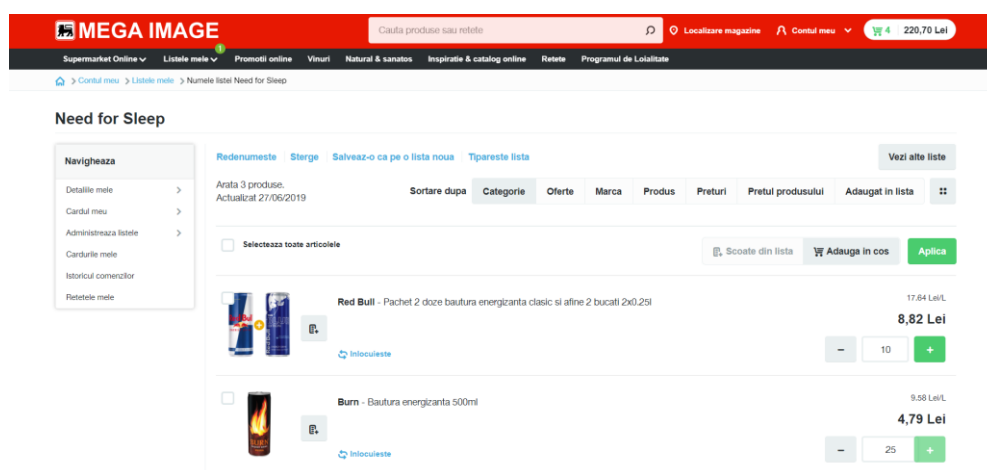 MEGA IMAGE
Cauta produse sau retete
Localizare magazine
Contul meu
4
220,70 Lei
Supermarket Online
Listele mele
1
Promotii online
Vinuri
Natural & sanatos
Inspiratie & catalog online
Retete
Programul de Loialitate
> Contul meu > Listele mele > Numele listei Need for Sleep
Need for Sleep
Navigheaza
Detaliile mele
Cardul meu
Administreaza listele
Cardurile mele
Istoricul comenzilor
Retetele mele
Redenumeste
Sterge
Salveaz-o ca pe o lista noua
Tipareste lista
Vezi alte liste
Arata 3 produse.
Actualizat 27/06/2019
Sortare dupa
Categorie
Oferte
Marca
Produs
Preturi
Pretul produsului
Adaugat in lista
Selecteaza toate articolele
Scoate din lista
Adauga in cos
Aplica
Red Bull - Pachet 2 doze bautura energizanta clasic si afine 2 bucati 2x0.25l
17.64 Lei/L
8,82 Lei
Inlocuieste
− 10 +
Burn - Bautura energizanta 500ml
9.58 Lei/L
4,79 Lei
BURN
Inlocuieste
− 25 +